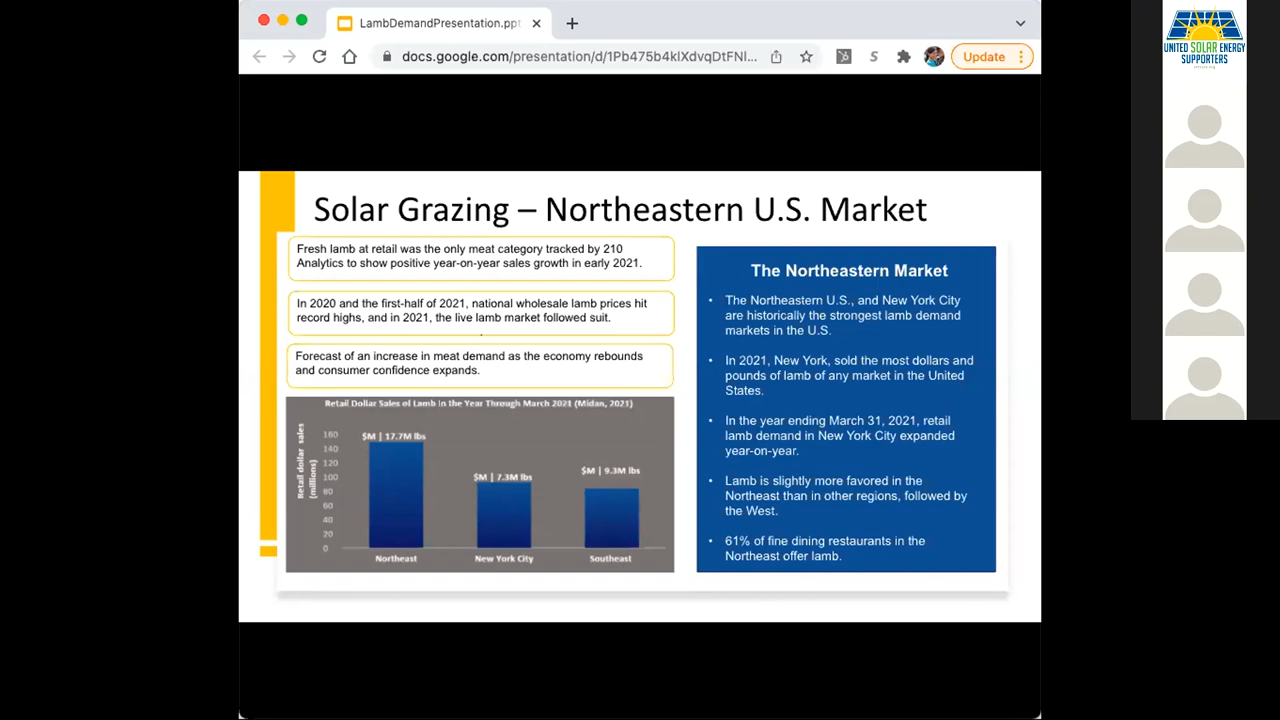 LambDemandPresentation.ppt
docs.google.com/presentation/d/1Pb475b4klXdvqDtFNl...
S
Update
UNITED SOLAR ENERGY
SUPPORTERS
Solar Grazing – Northeastern U.S. Market
Fresh lamb at retail was the only meat category tracked by 210
Analytics to show positive year-on-year sales growth in early 2021.
In 2020 and the first-half of 2021, national wholesale lamb prices hit
record highs, and in 2021, the live lamb market followed suit.
Forecast of an increase in meat demand as the economy rebounds
and consumer confidence expands.
Retail Dollar Sales of Lamb in the Year Through March 2021 (Midan, 2021)
Retail dollar sales
(millions)
160
140
120
100
80
60
40
20
0
$M | 17.7M lbs
$M | 7.3M lbs
$M | 9.3M lbs
Northeast
New York City
Southeast
The Northeastern Market
• The Northeastern U.S., and New York City
are historically the strongest lamb demand
markets in the U.S.
• In 2021, New York, sold the most dollars and
pounds of lamb of any market in the United
States.
• In the year ending March 31, 2021, retail
lamb demand in New York City expanded
year-on-year.
• Lamb is slightly more favored in the
Northeast than in other regions, followed by
the West.
• 61% of fine dining restaurants in the
Northeast offer lamb.